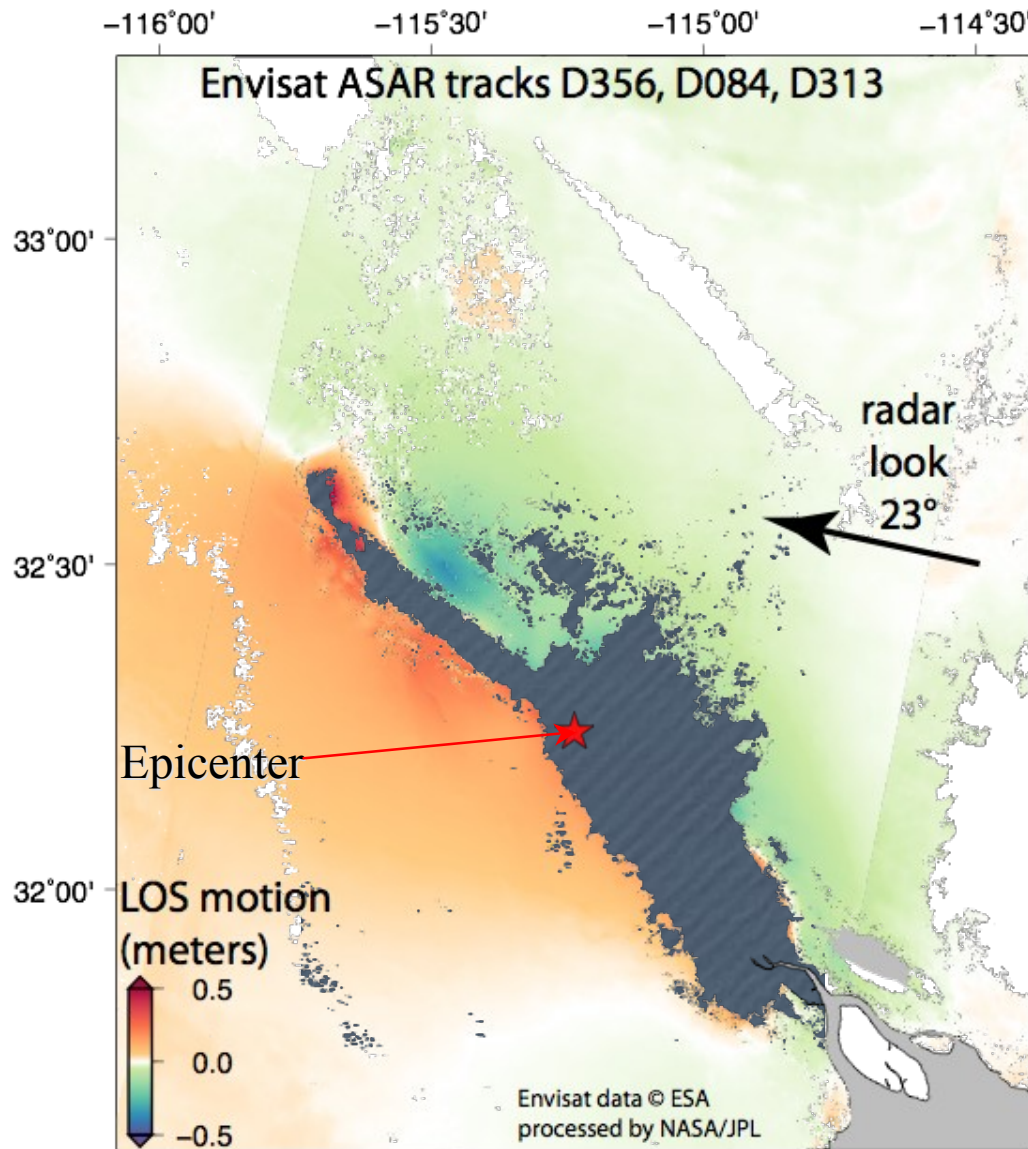 −116˚00' −115˚30' −115˚00' −114˚30'
Envisat ASAR tracks D356, D084, D313
33˚00'
radar
look
23°
32˚30'
Epicenter
32˚00'
LOS motion
(meters)
0.5
0.0
−0.5
Envisat data © ESA
processed by NASA/JPL